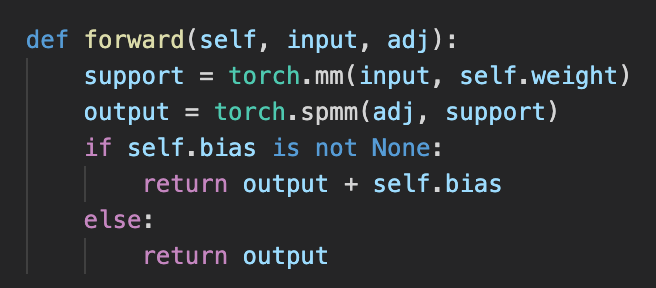 def forward(self, input, adj):
    support = torch.mm(input, self.weight)
    output = torch.spmm(adj, support)
    if self.bias is not None:
        return output + self.bias
    else:
        return output